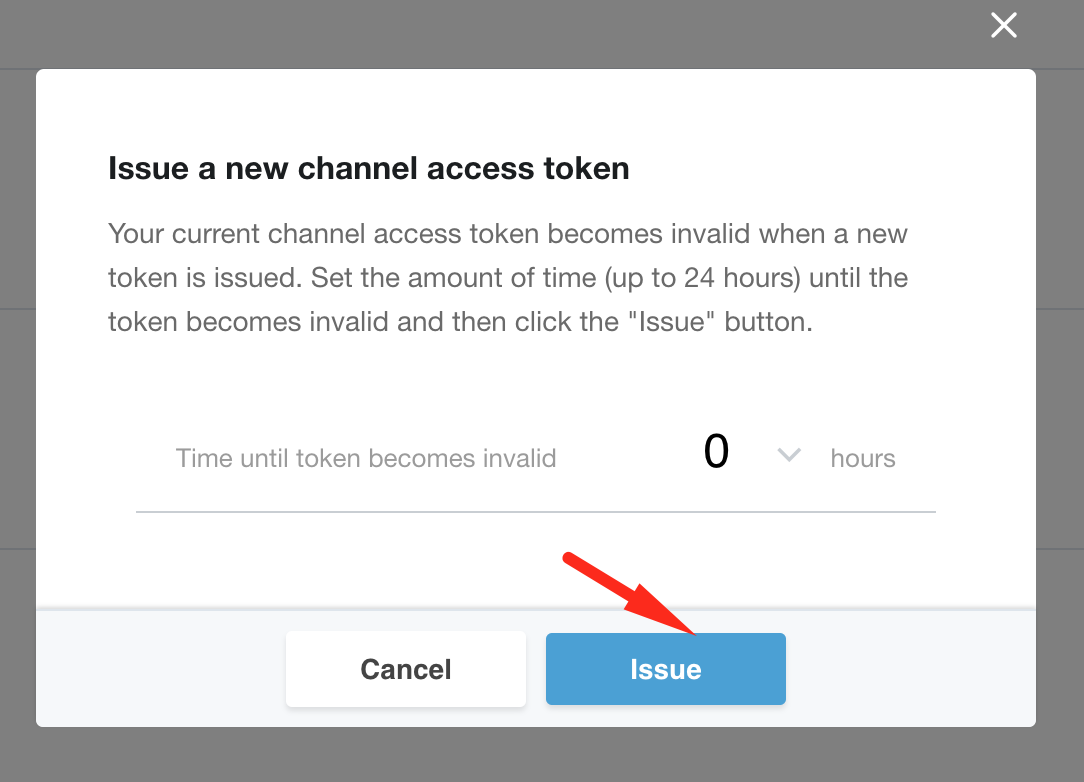 Issue a new channel access token
Your current channel access token becomes invalid when a new
token is issued. Set the amount of time (up to 24 hours) until the
token becomes invalid and then click the "Issue" button.
Time until token becomes invalid 0 hours
Cancel Issue